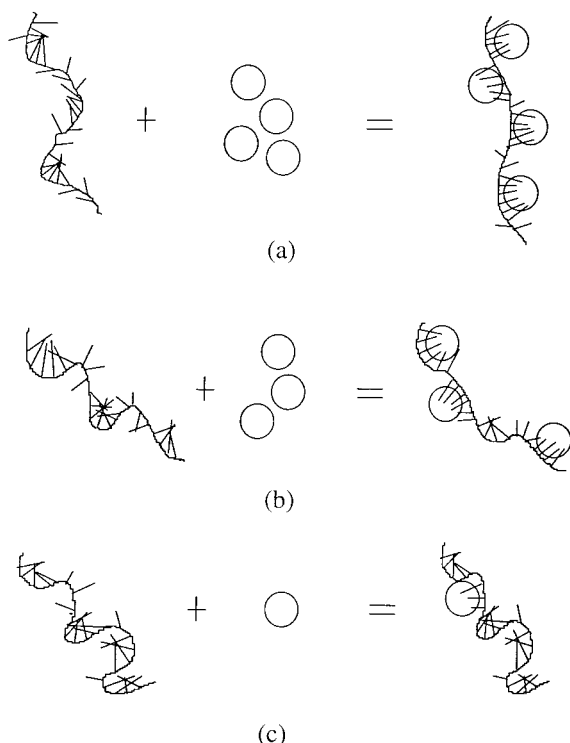 + =
(a)
+ =
(b)
+ =
(c)